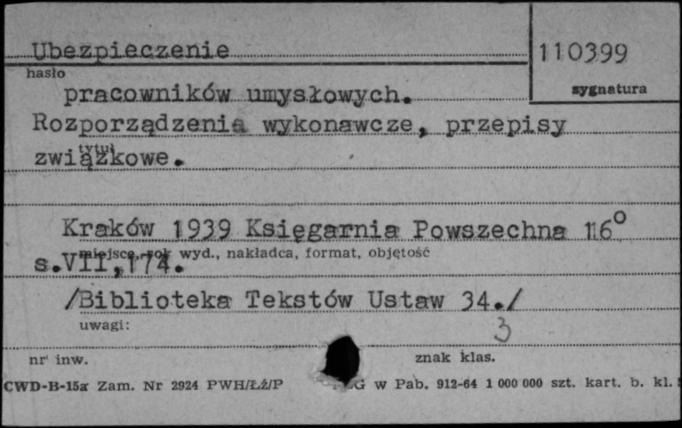 Ubezpieczenie
110399
hasło
sygnatura
pracowników umysłowych.
Rozporządzenia wykonawcze, przepisy
tytuł
związkowe.
Kraków 1939 Księgarnia Powszechna 16°
miejsce, rok wyd., nakładca, format, objętość
s.VII,174.
/Biblioteka Tekstów Ustaw 34./
uwagi:
3
nr inw.
znak klas.
CWD-B-15a Zam. Nr 2924 PWH/Łź/P
w Pab. 912-64 1 000 000 szt. kart. b. kl.